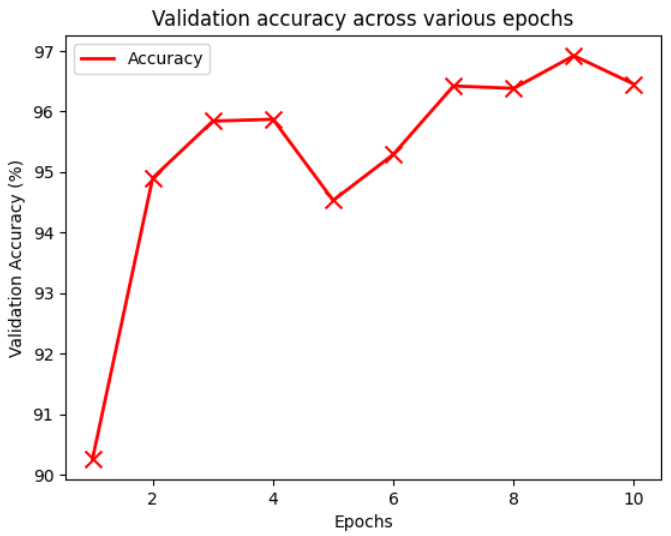 Validation accuracy across various epochs
Accuracy
Validation Accuracy (%)
97
96
95
94
93
92
91
90
2 4 6 8 10
Epochs